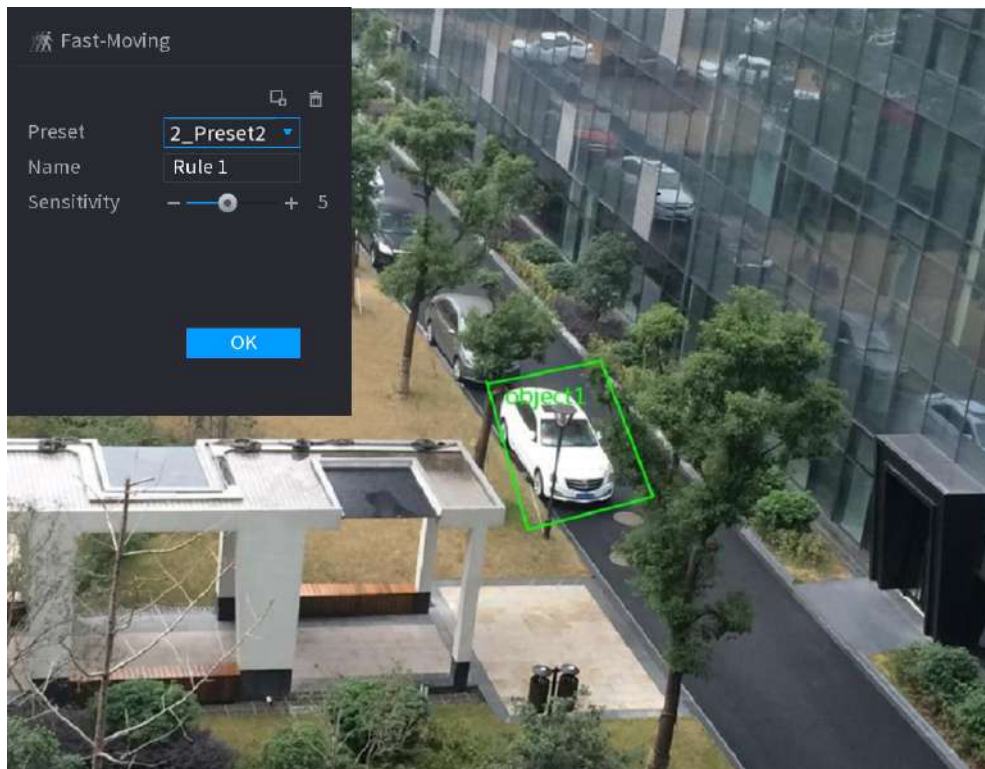 Fast-Moving
Preset 2_Preset2
Name Rule 1
Sensitivity - + 5
OK
object1